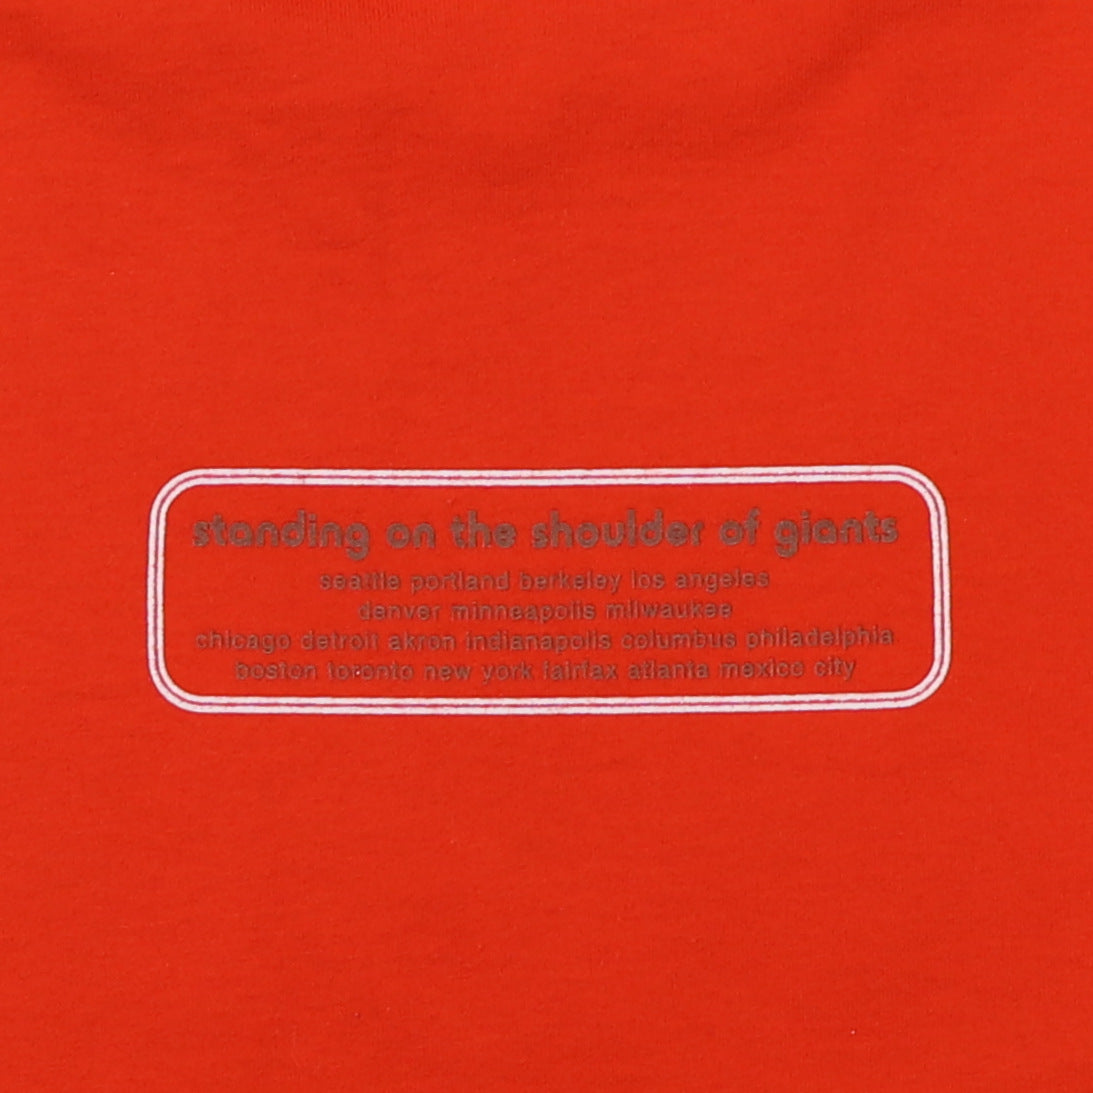 standing on the shoulder of giants
seattle portland berkeley los angeles
denver minneapolis milwaukee
chicago detroit akron indianapolis columbus philadelphia
boston toronto new york fairfax atlanta mexico city